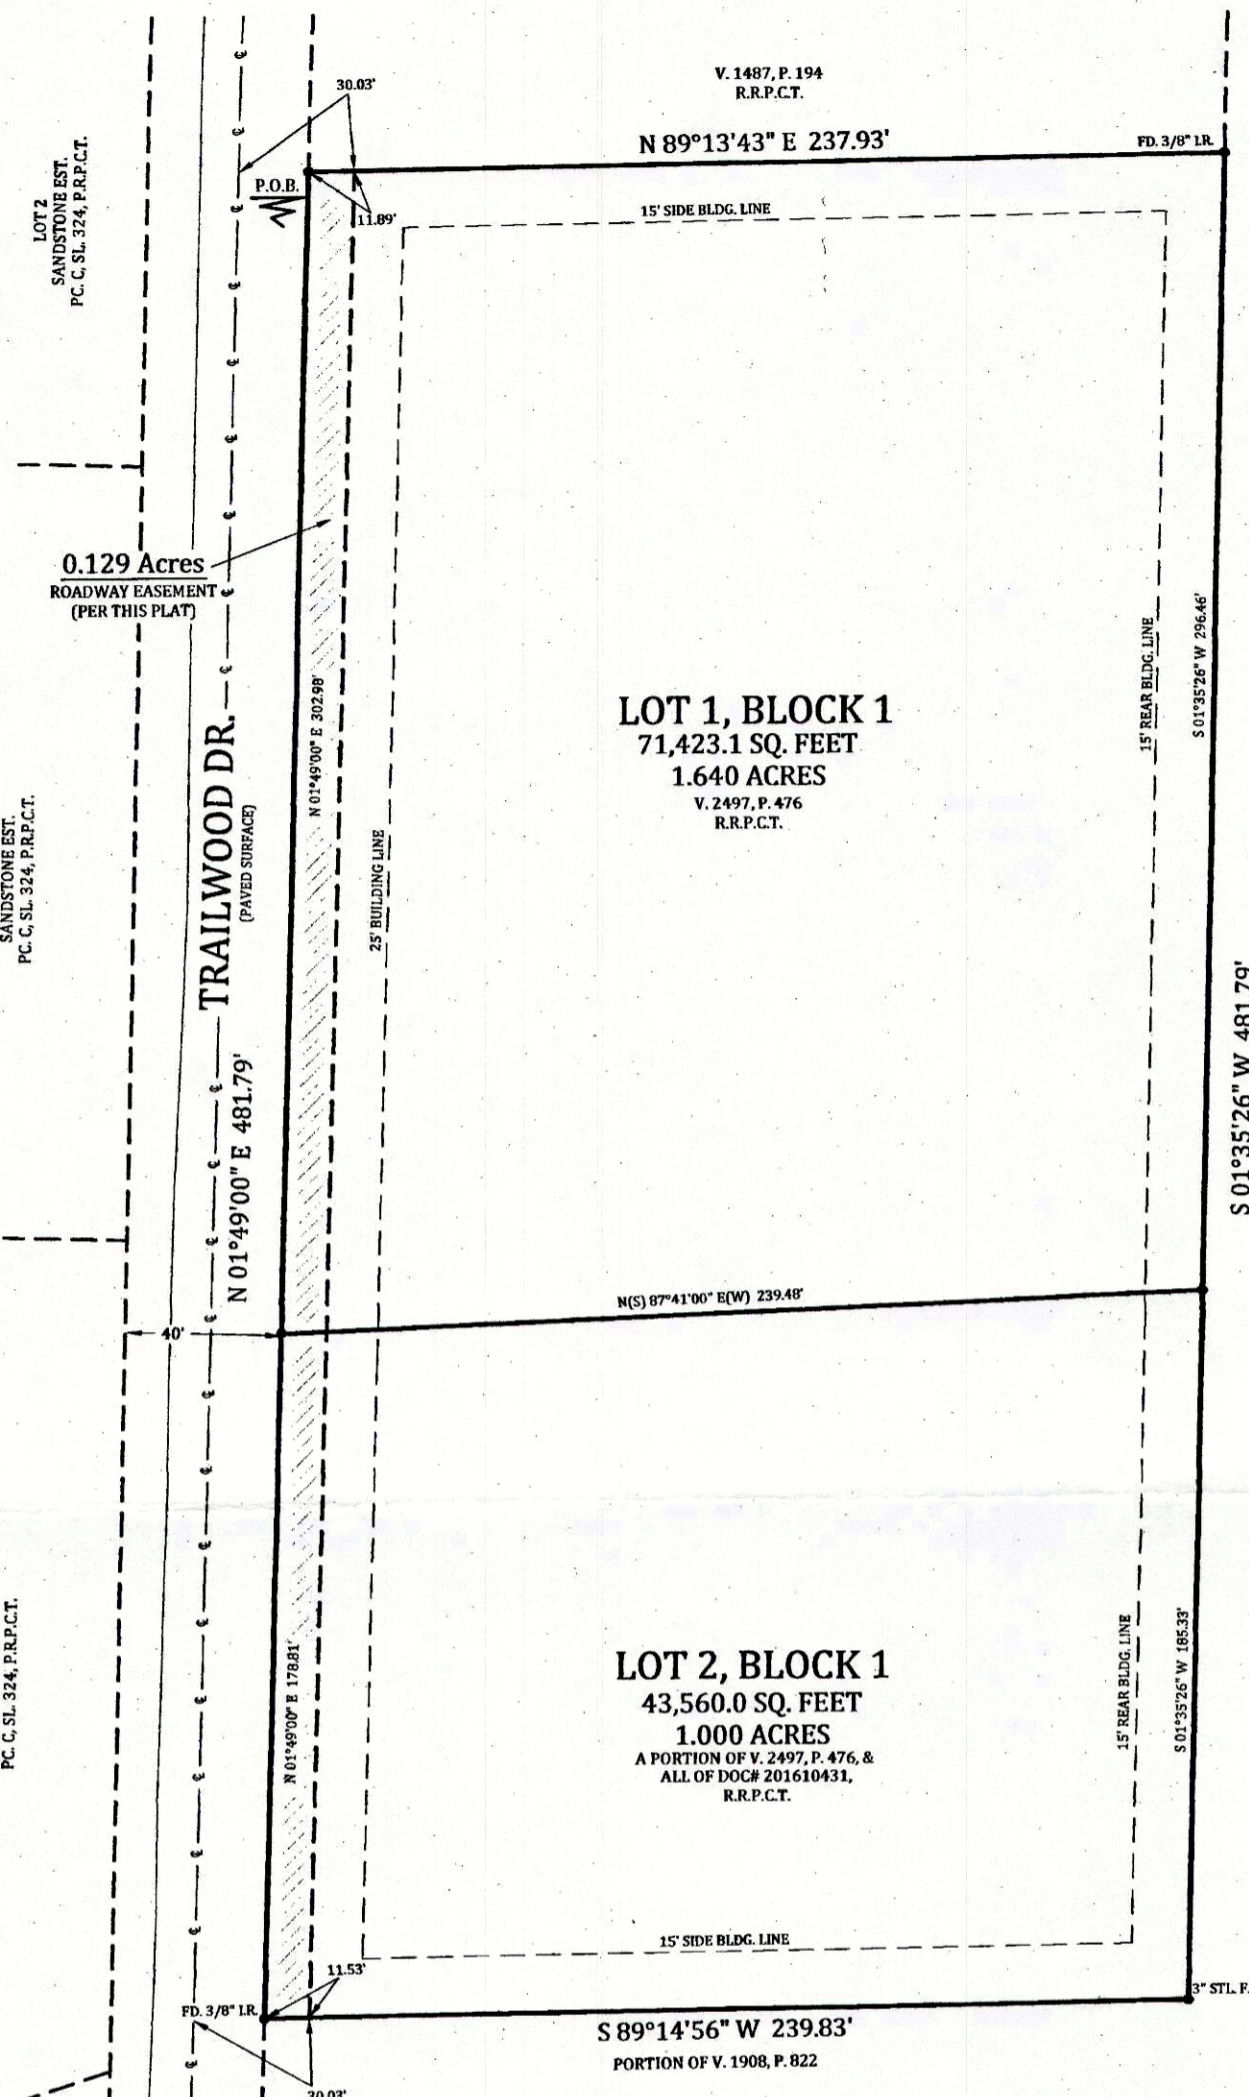 V. 1487, P. 194
R.R.P.C.T.
30.03'
N 89°13'43" E 237.93'
FD. 3/8" I.R.
LOT 2
SANDSTONE EST.
PC. C, SL. 324, P.R.P.C.T.
P.O.B.
11.89'
15' SIDE BLDG. LINE
0.129 Acres
ROADWAY EASEMENT
(PER THIS PLAT)
N 01°49'00" E 302.98'
TRAILWOOD DR.
(PAVED SURFACE)
25' BUILDING LINE
LOT 1, BLOCK 1
71,423.1 SQ. FEET
1.640 ACRES
V. 2497, P. 476
R.R.P.C.T.
15' REAR BLDG. LINE
S 01°35'26" W 296.46'
SANDSTONE EST.
PC. C, SL. 324, P.R.P.C.T.
N 01°49'00" E 481.79'
S 01°35'26" W 481.79'
N(S) 87°41'00" E(W) 239.48'
40'
PC. C, SL. 324, P.R.P.C.T.
N 01°49'00" E 178.81'
LOT 2, BLOCK 1
43,560.0 SQ. FEET
1.000 ACRES
A PORTION OF V. 2497, P. 476, &
ALL OF DOC# 201610431,
R.R.P.C.T.
15' REAR BLDG. LINE
S 01°35'26" W 185.33'
15' SIDE BLDG. LINE
11.53'
FD. 3/8" I.R.
3" STL. F.
S 89°14'56" W 239.83'
PORTION OF V. 1908, P. 822
30.03'